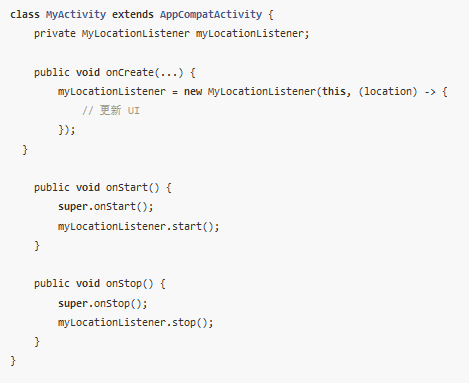 class MyActivity extends AppCompatActivity {
    private MyLocationListener myLocationListener;

    public void onCreate(...) {
        myLocationListener = new MyLocationListener(this, (location) -> {
            // 更新 UI
        });
  }

    public void onStart() {
        super.onStart();
        myLocationListener.start();
    }

    public void onStop() {
        super.onStop();
        myLocationListener.stop();
    }
}